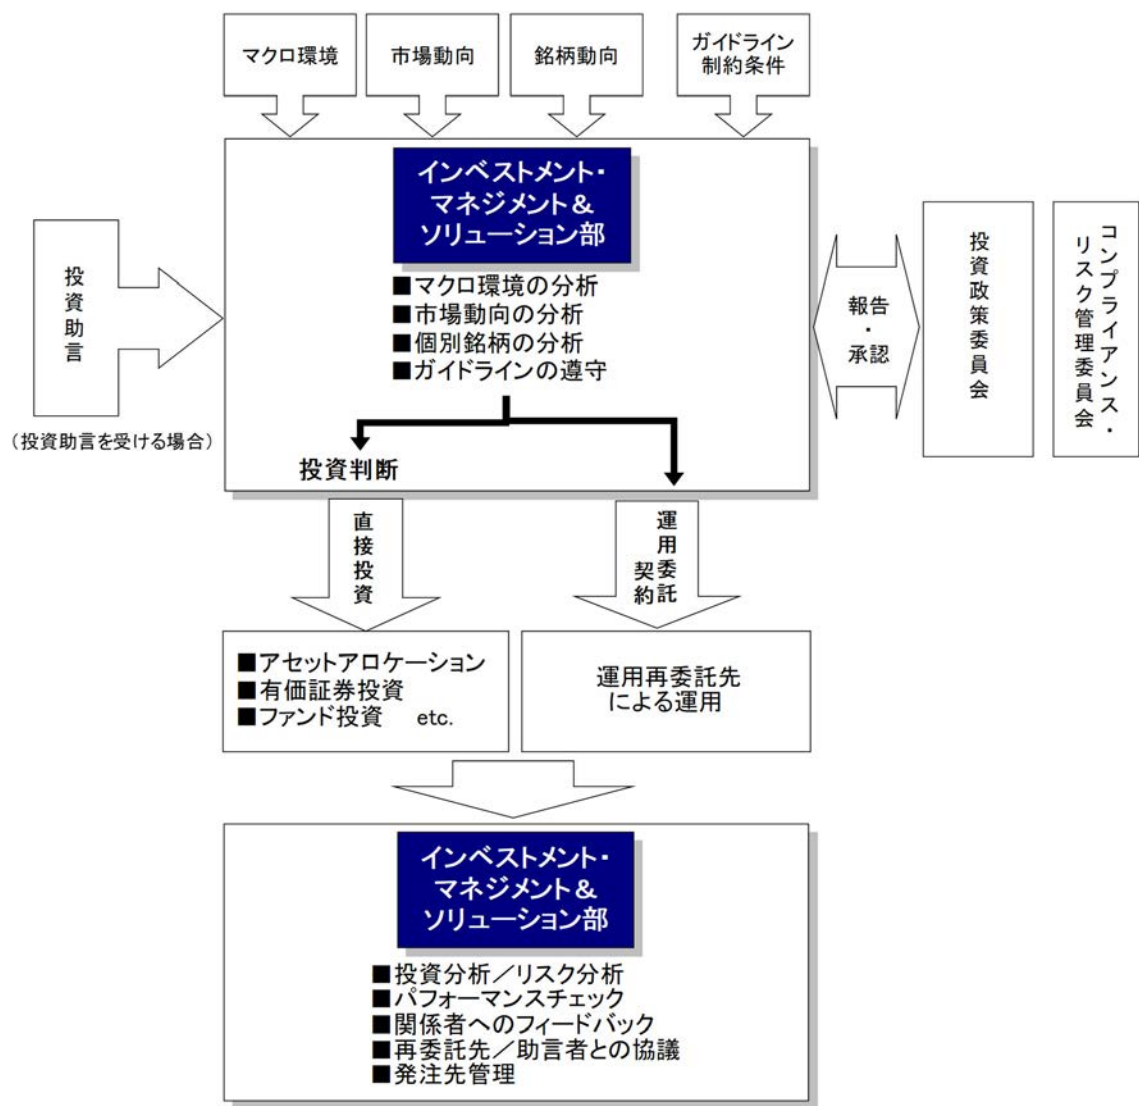 マクロ環境
市場動向
銘柄動向
ガイドライン
制約条件
インベストメント・
マネジメント＆
ソリューション部
■マクロ環境の分析
■市場動向の分析
■個別銘柄の分析
■ガイドラインの遵守
投資助言
（投資助言を受ける場合）
報告
・
承認
投資政策委員会
コンプライアンス・
リスク管理委員会
投資判断
直接投資
運用委託
契約
■アセットアロケーション
■有価証券投資
■ファンド投資 etc.
運用再委託先
による運用
インベストメント・
マネジメント＆
ソリューション部
■投資分析／リスク分析
■パフォーマンスチェック
■関係者へのフィードバック
■再委託先／助言者との協議
■発注先管理